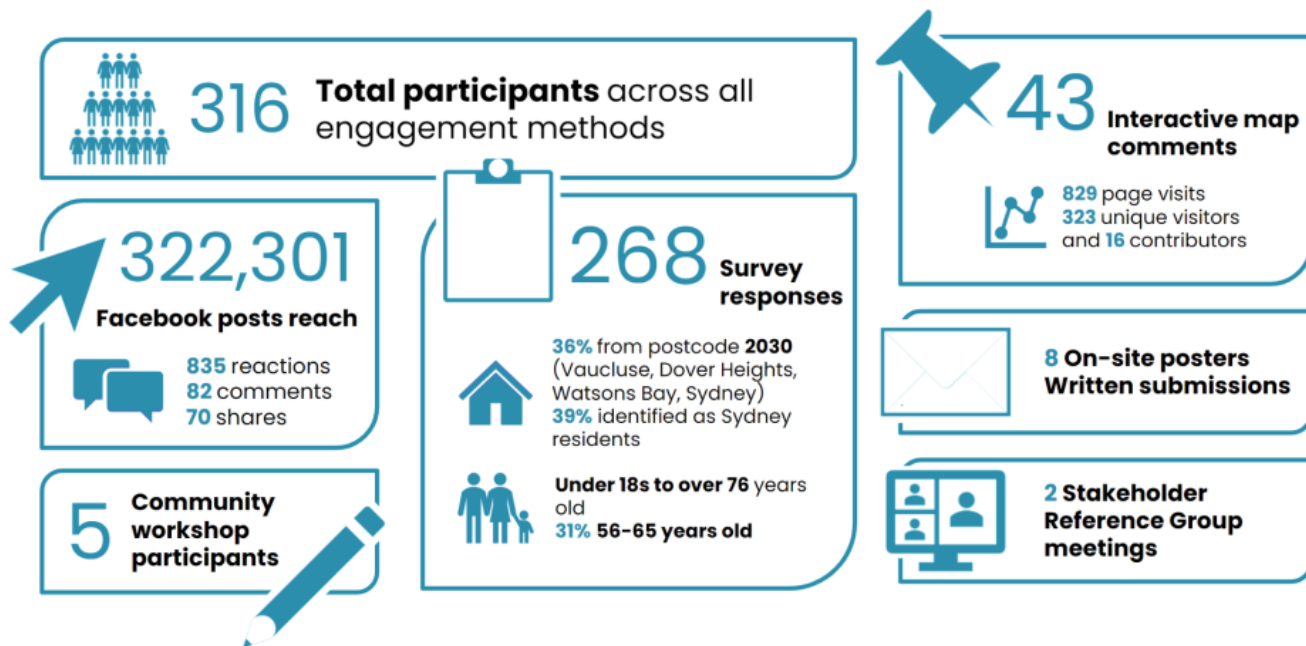 316
Total participants across all
engagement methods
43
Interactive map
comments
829 page visits
323 unique visitors
and 16 contributors
322,301
Facebook posts reach
835 reactions
82 comments
70 shares
268
Survey
responses
36% from postcode 2030
(Vaucluse, Dover Heights,
Watsons Bay, Sydney)
39% identified as Sydney
residents
Under 18s to over 76 years
old
31% 56-65 years old
8 On-site posters
Written submissions
5
Community
workshop
participants
2 Stakeholder
Reference Group
meetings